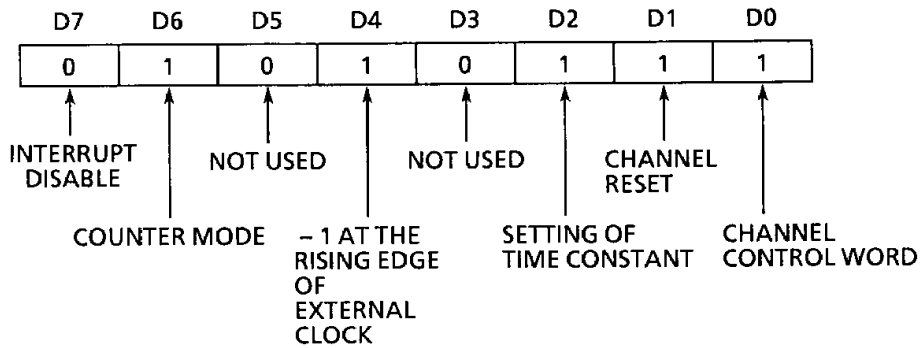 D7 D6 D5 D4 D3 D2 D1 D0
0 1 0 1 0 1 1 1
INTERRUPT
DISABLE
NOT USED
NOT USED
CHANNEL
RESET
COUNTER MODE
– 1 AT THE
RISING EDGE
OF
EXTERNAL
CLOCK
SETTING OF
TIME CONSTANT
CHANNEL
CONTROL WORD